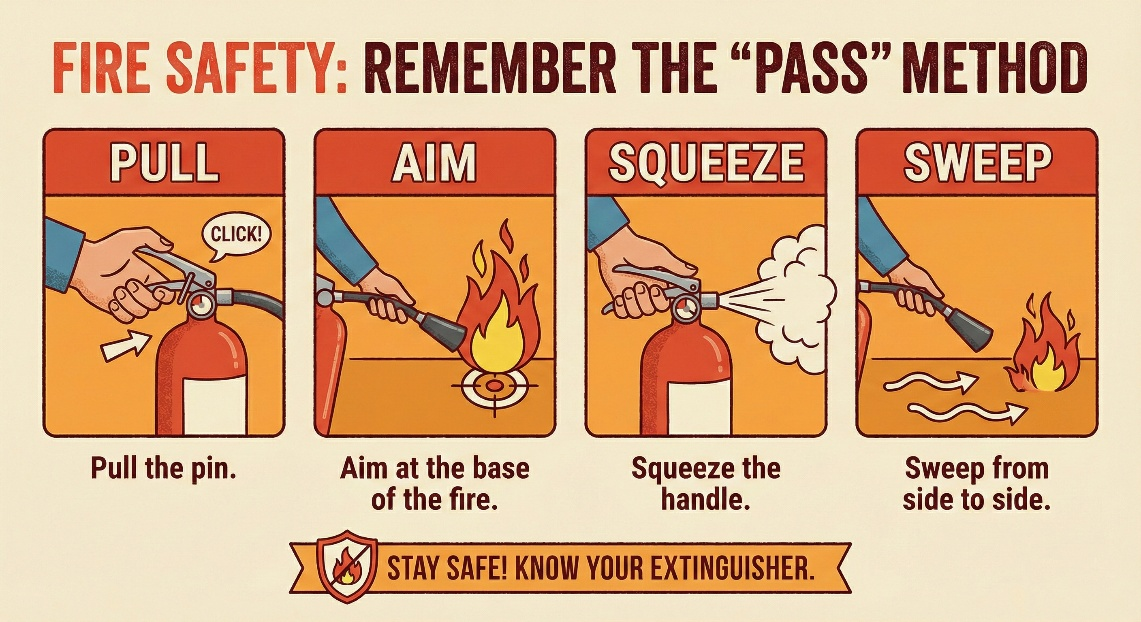 FIRE SAFETY: REMEMBER THE “PASS” METHOD
PULL
CLICK!
Pull the pin.
AIM
Aim at the base
of the fire.
SQUEEZE
Squeeze the
handle.
SWEEP
Sweep from
side to side.
STAY SAFE! KNOW YOUR EXTINGUISHER.